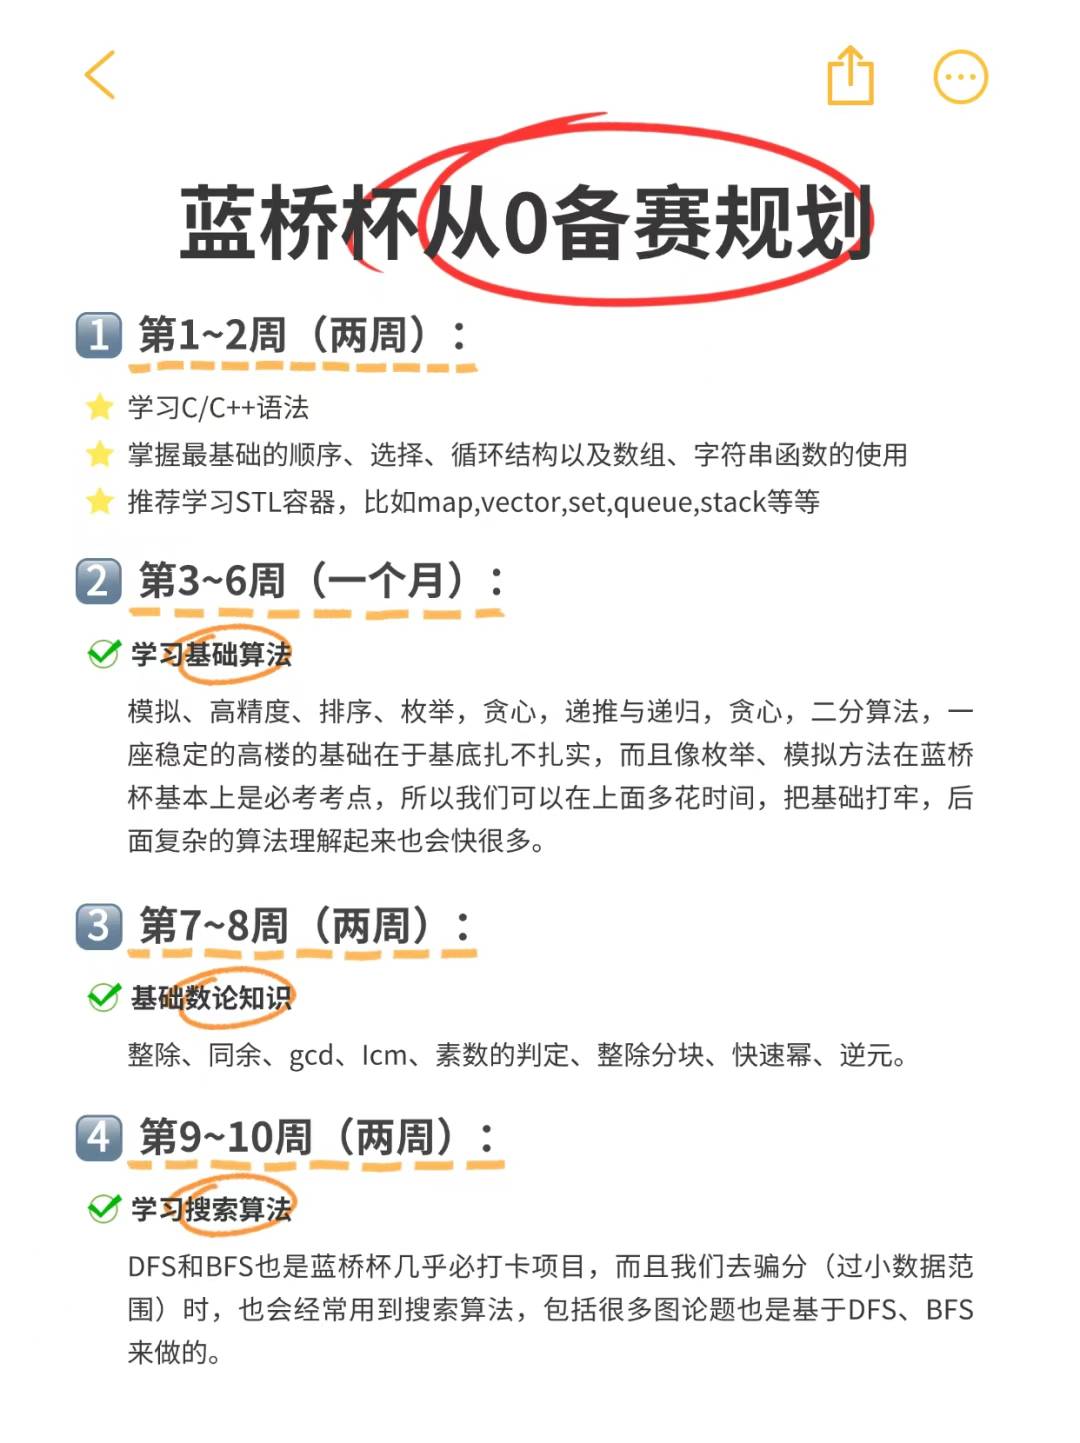 蓝桥杯从0备赛规划
1 第1~2周（两周）：
学习C/C++语法
掌握最基础的顺序、选择、循环结构以及数组、字符串函数的使用
推荐学习STL容器，比如map,vector,set,queue,stack等等
2 第3~6周（一个月）：
学习基础算法
模拟、高精度、排序、枚举，贪心，递推与递归，贪心，二分算法，一
座稳定的高楼的基础在于基底扎不扎实，而且像枚举、模拟方法在蓝桥
杯基本上是必考考点，所以我们可以在上面多花时间，把基础打牢，后
面复杂的算法理解起来也会快很多。
3 第7~8周（两周）：
基础数论知识
整除、同余、gcd、Icm、素数的判定、整除分块、快速幂、逆元。
4 第9~10周（两周）：
学习搜索算法
DFS和BFS也是蓝桥杯几乎必打卡项目，而且我们去骗分（过小数据范
围）时，也会经常用到搜索算法，包括很多图论题也是基于DFS、BFS
来做的。